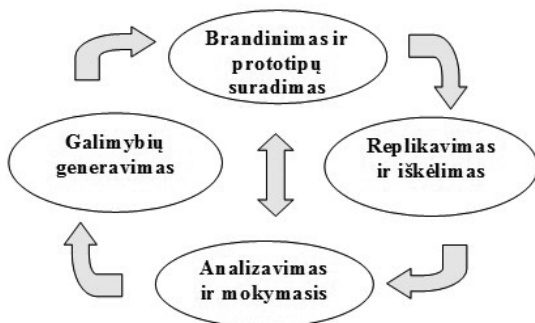 Brandinimas ir
prototipų
suradimas
Galimybių
generavimas
Replikavimas
ir iškėlimas
Analizavimas
ir mokymasis